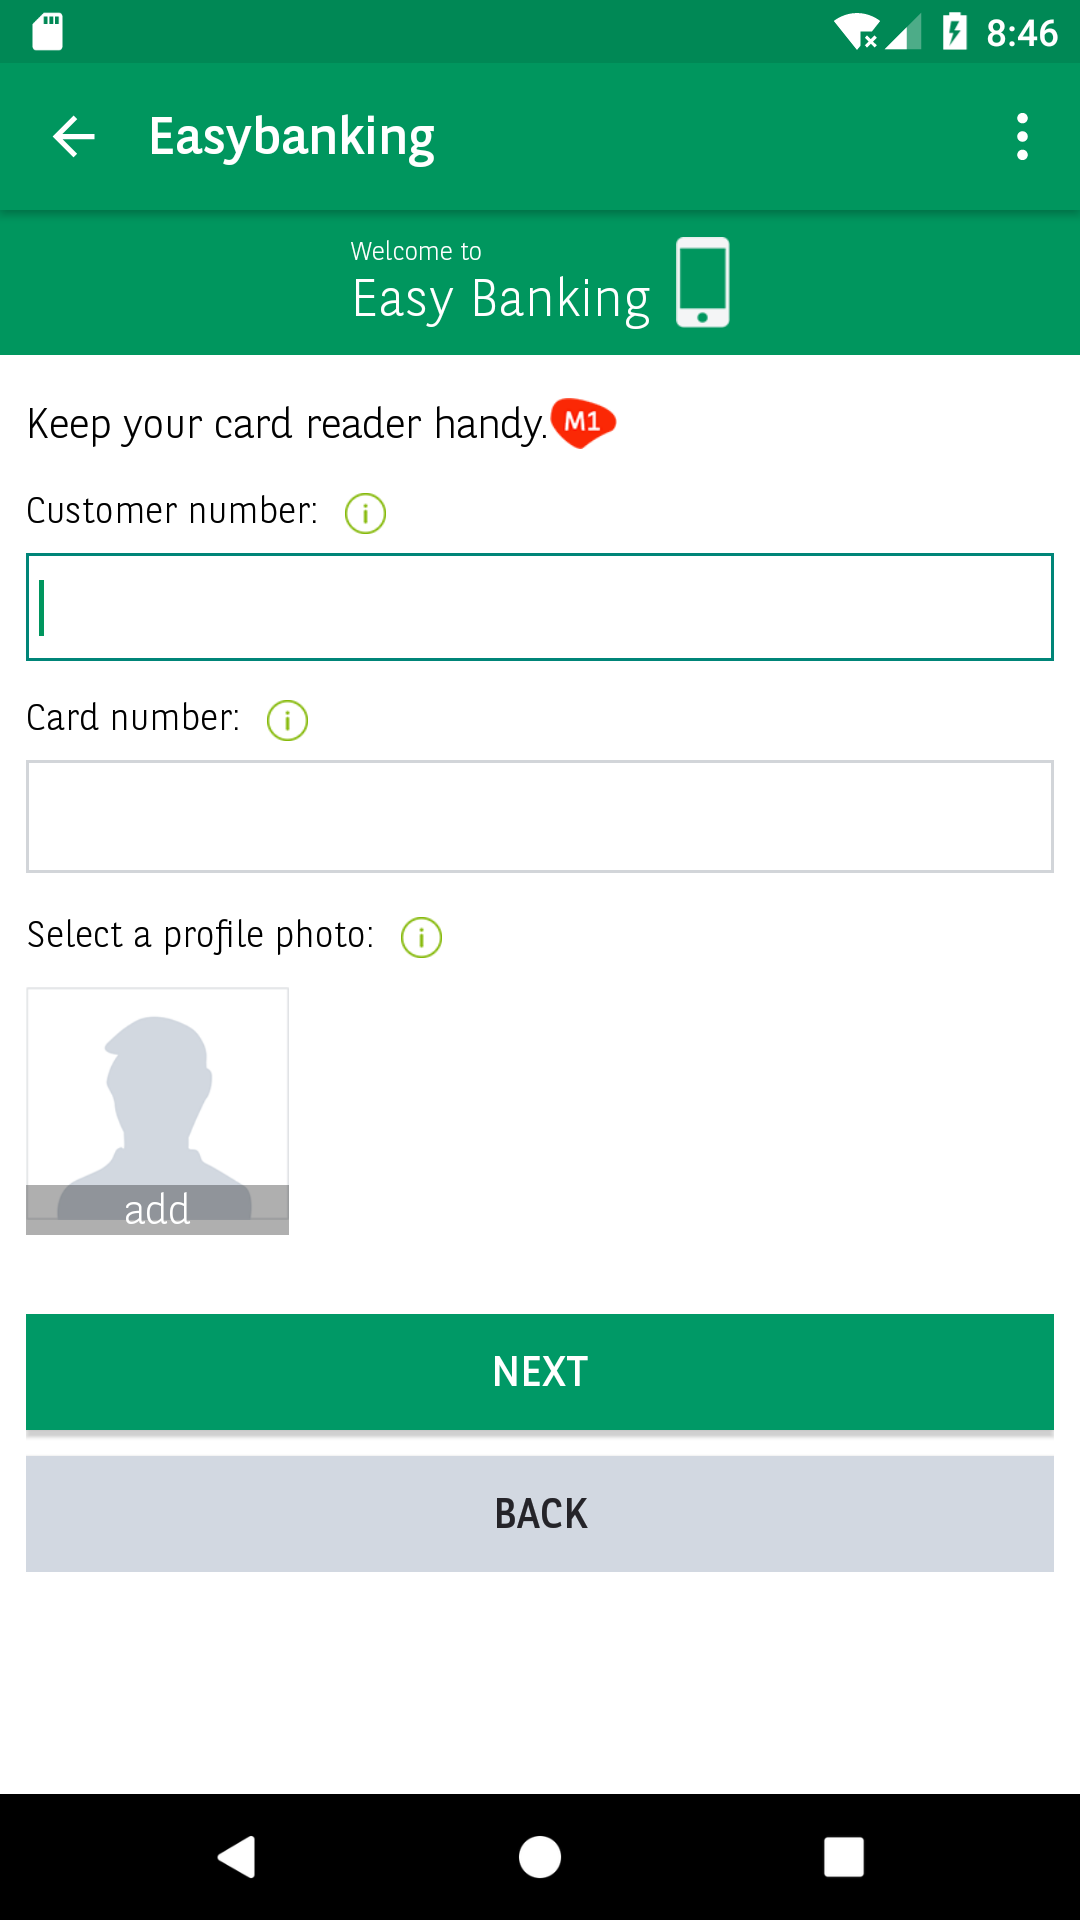 8:46
Easybanking
Welcome to
Easy Banking
Keep your card reader handy. M1
Customer number: i
Card number: i
Select a profile photo: i
add
NEXT
BACK